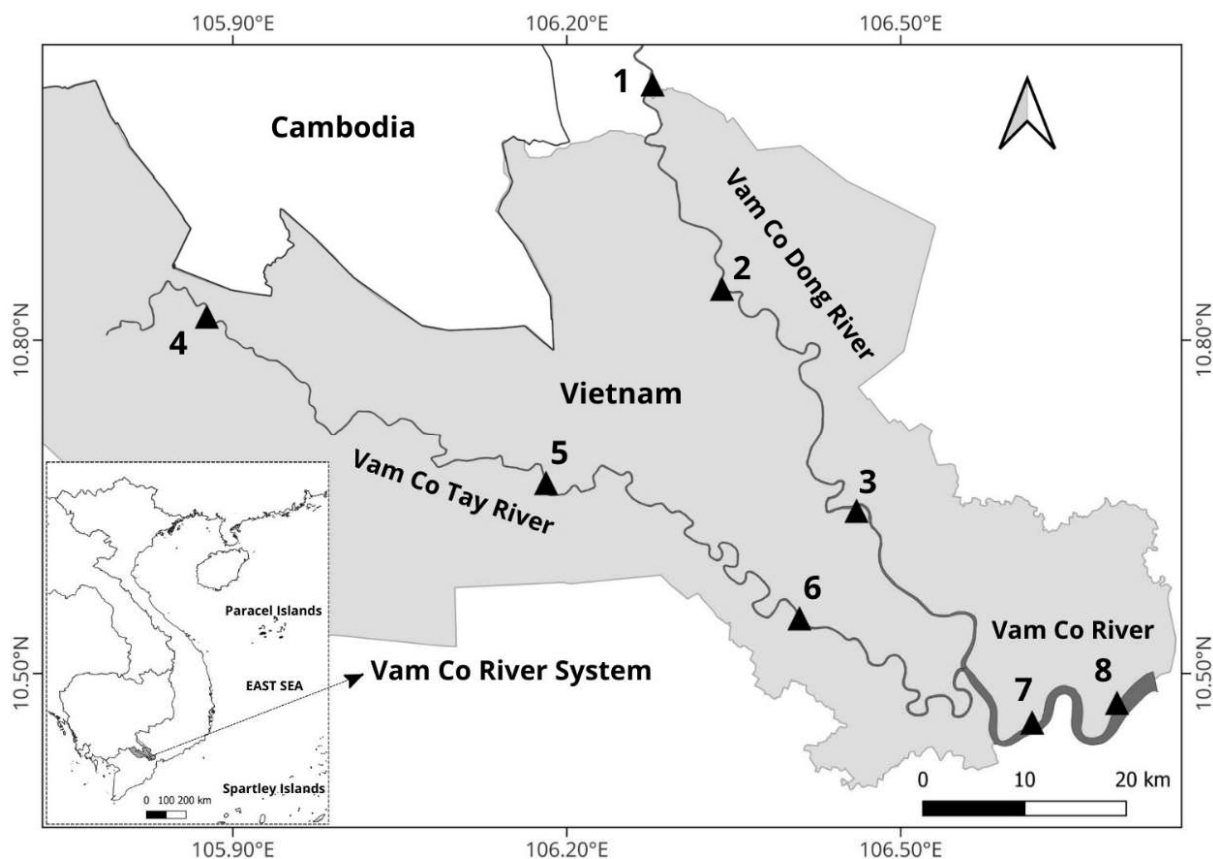 105.90°E
106.20°E
106.50°E
1
Cambodia
Vam Co Dong River
2
10.80°N
10.80°N
4
Vietnam
5
3
Vam Co Tay River
6
Paracel Islands
Vam Co River
Vam Co River System
8
10.50°N
10.50°N
EAST SEA
7
0 10 20 km
Spartley Islands
0 100 200 km
105.90°E
106.20°E
106.50°E